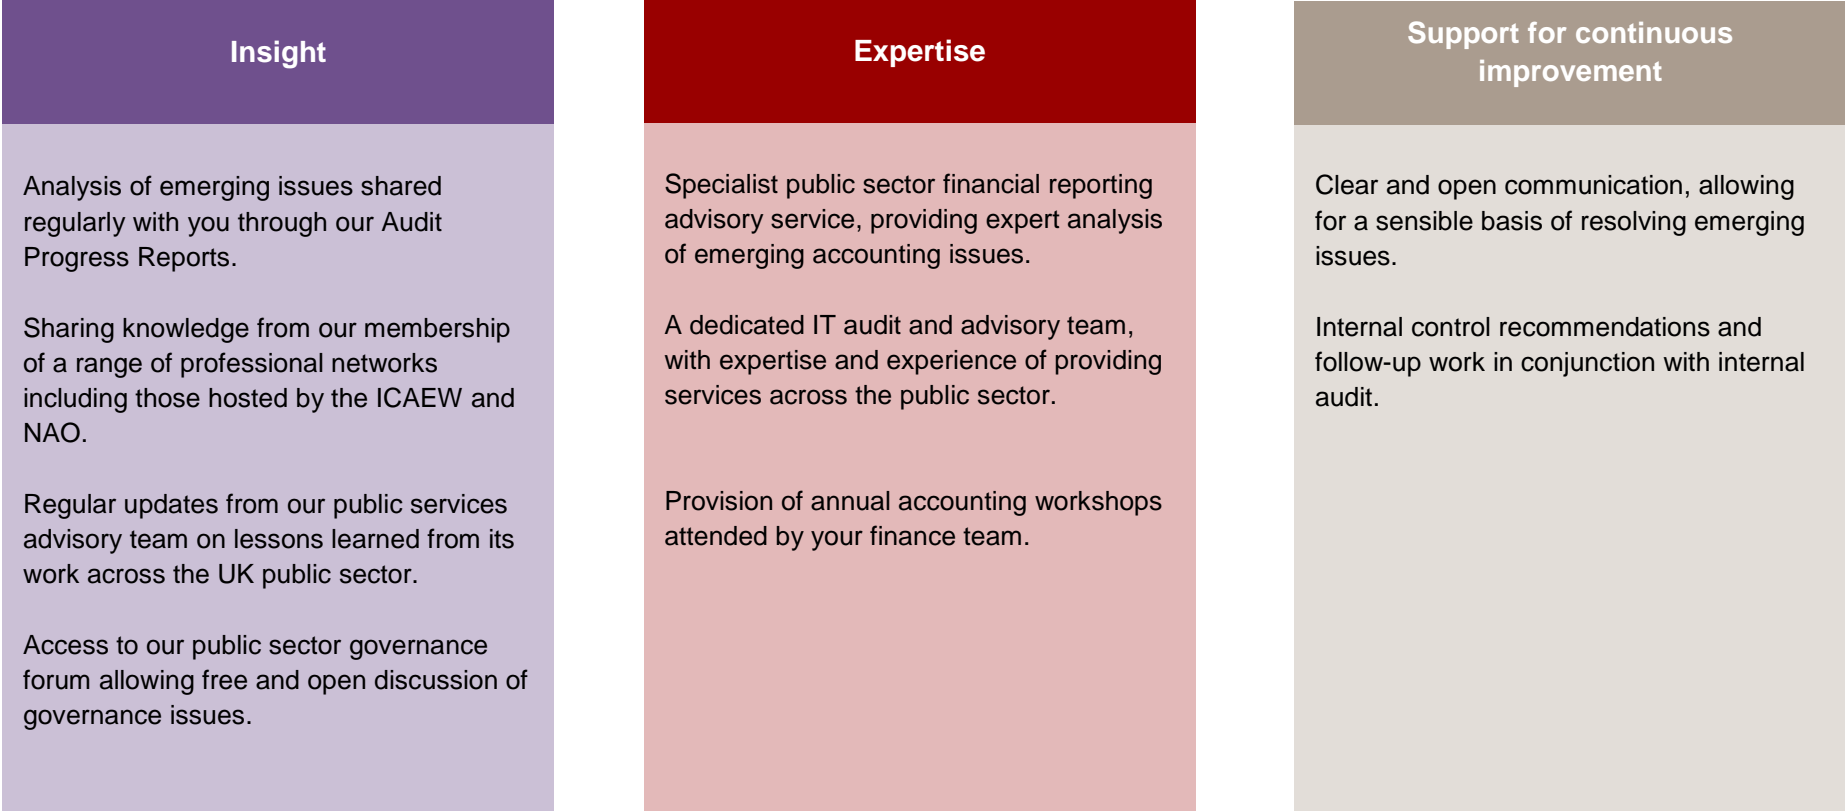 Insight
Analysis of emerging issues shared
regularly with you through our Audit
Progress Reports.
Sharing knowledge from our membership
of a range of professional networks
including those hosted by the ICAEW and
NAO.
Regular updates from our public services
advisory team on lessons learned from its
work across the UK public sector.
Access to our public sector governance
forum allowing free and open discussion of
governance issues.
Expertise
Specialist public sector financial reporting
advisory service, providing expert analysis
of emerging accounting issues.
A dedicated IT audit and advisory team,
with expertise and experience of providing
services across the public sector.
Provision of annual accounting workshops
attended by your finance team.
Support for continuous
improvement
Clear and open communication, allowing
for a sensible basis of resolving emerging
issues.
Internal control recommendations and
follow-up work in conjunction with internal
audit.